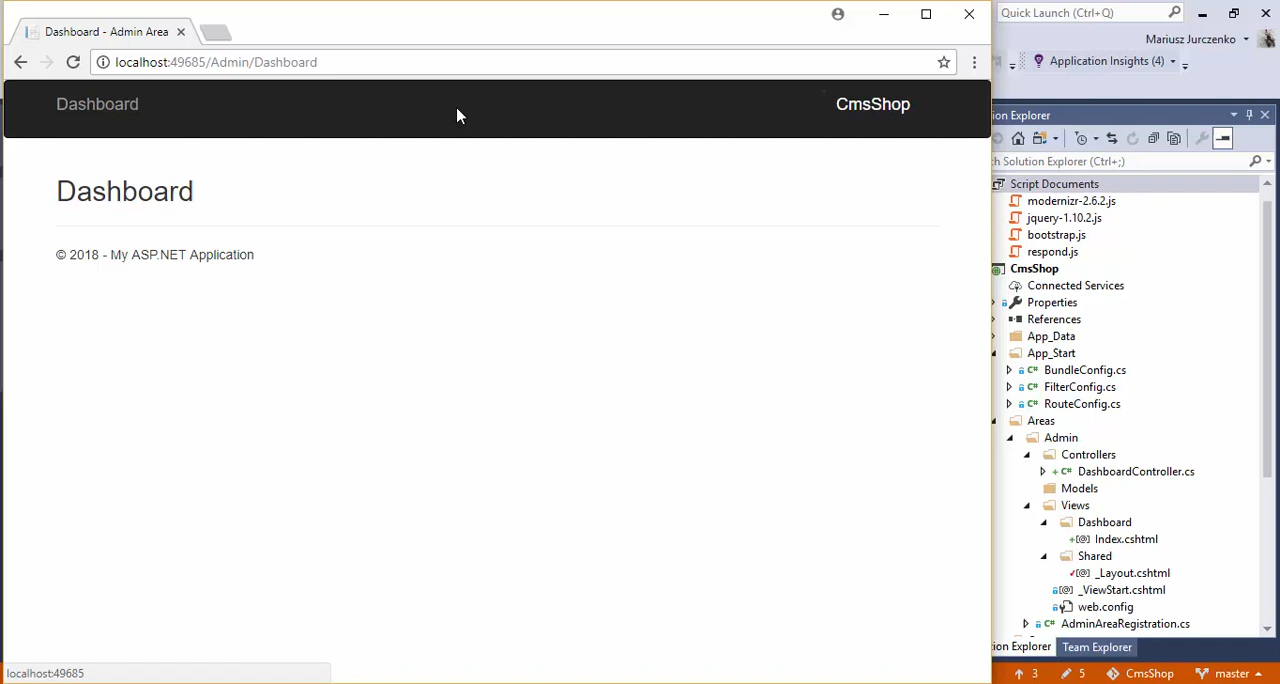 Dashboard - Admin Area
localhost:49685/Admin/Dashboard
Dashboard
CmsShop
Dashboard
© 2018 - My ASP.NET Application
localhost:49685
Quick Launch (Ctrl+Q)
Mariusz Jurczenko
Application Insights (4)
ion Explorer
ch Solution Explorer (Ctrl+;)
Script Documents
modernizr-2.6.2.js
jquery-1.10.2.js
bootstrap.js
respond.js
CmsShop
Connected Services
Properties
References
App_Data
App_Start
C# BundleConfig.cs
C# FilterConfig.cs
C# RouteConfig.cs
Areas
Admin
Controllers
+ C# DashboardController.cs
Models
Views
Dashboard
+[@] Index.cshtml
Shared
[@] _Layout.cshtml
[@] _ViewStart.cshtml
web.config
C# AdminAreaRegistration.cs
ion Explorer Team Explorer
3 5 CmsShop master